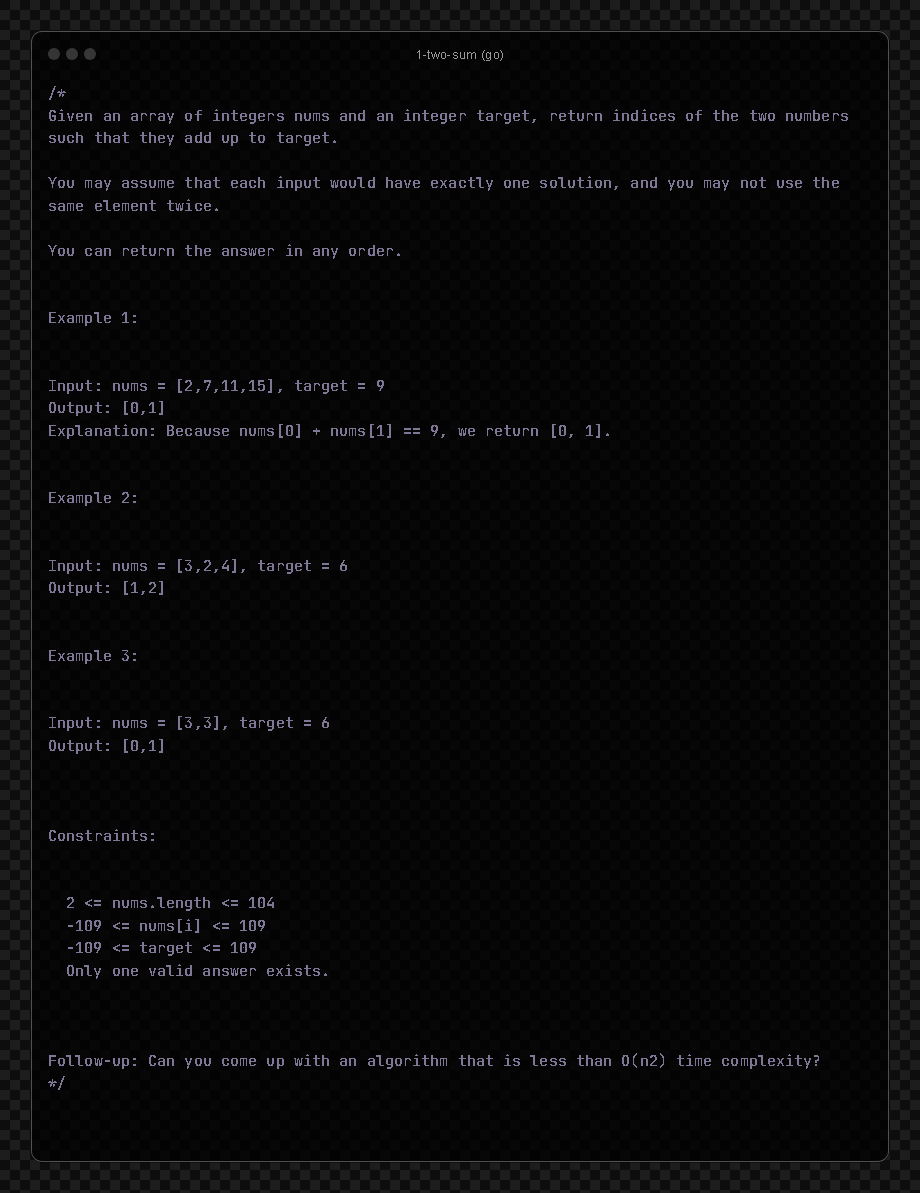 1-two-sum (go)
/*
Given an array of integers nums and an integer target, return indices of the two numbers
such that they add up to target.
You may assume that each input would have exactly one solution, and you may not use the
same element twice.
You can return the answer in any order.
Example 1:
Input: nums = [2,7,11,15], target = 9
Output: [0,1]
Explanation: Because nums[0] + nums[1] == 9, we return [0, 1].
Example 2:
Input: nums = [3,2,4], target = 6
Output: [1,2]
Example 3:
Input: nums = [3,3], target = 6
Output: [0,1]
Constraints:
2 <= nums.length <= 104
-109 <= nums[i] <= 109
-109 <= target <= 109
Only one valid answer exists.
Follow-up: Can you come up with an algorithm that is less than O(n2) time complexity?
*/